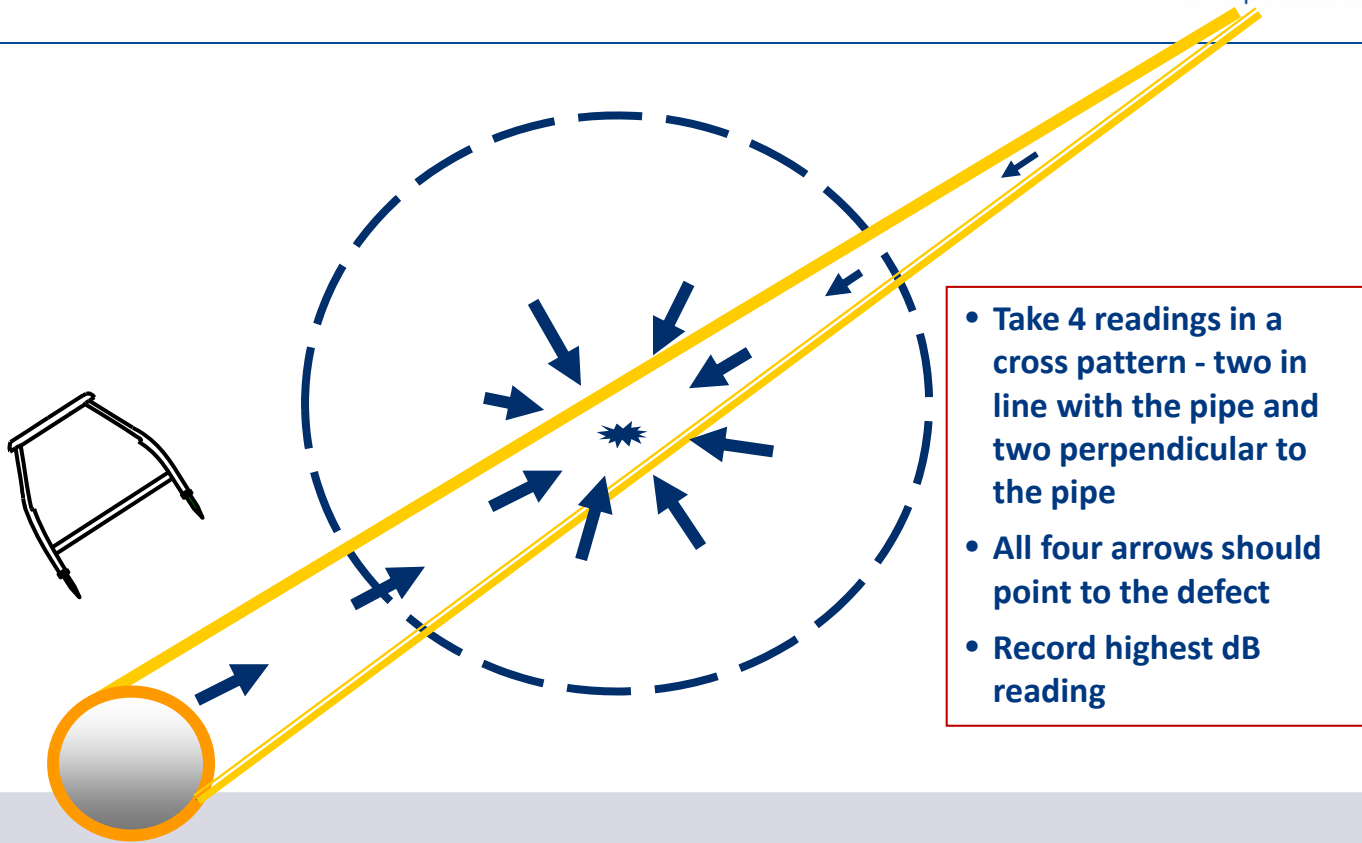 • Take 4 readings in a
cross pattern - two in
line with the pipe and
two perpendicular to
the pipe
• All four arrows should
point to the defect
• Record highest dB
reading